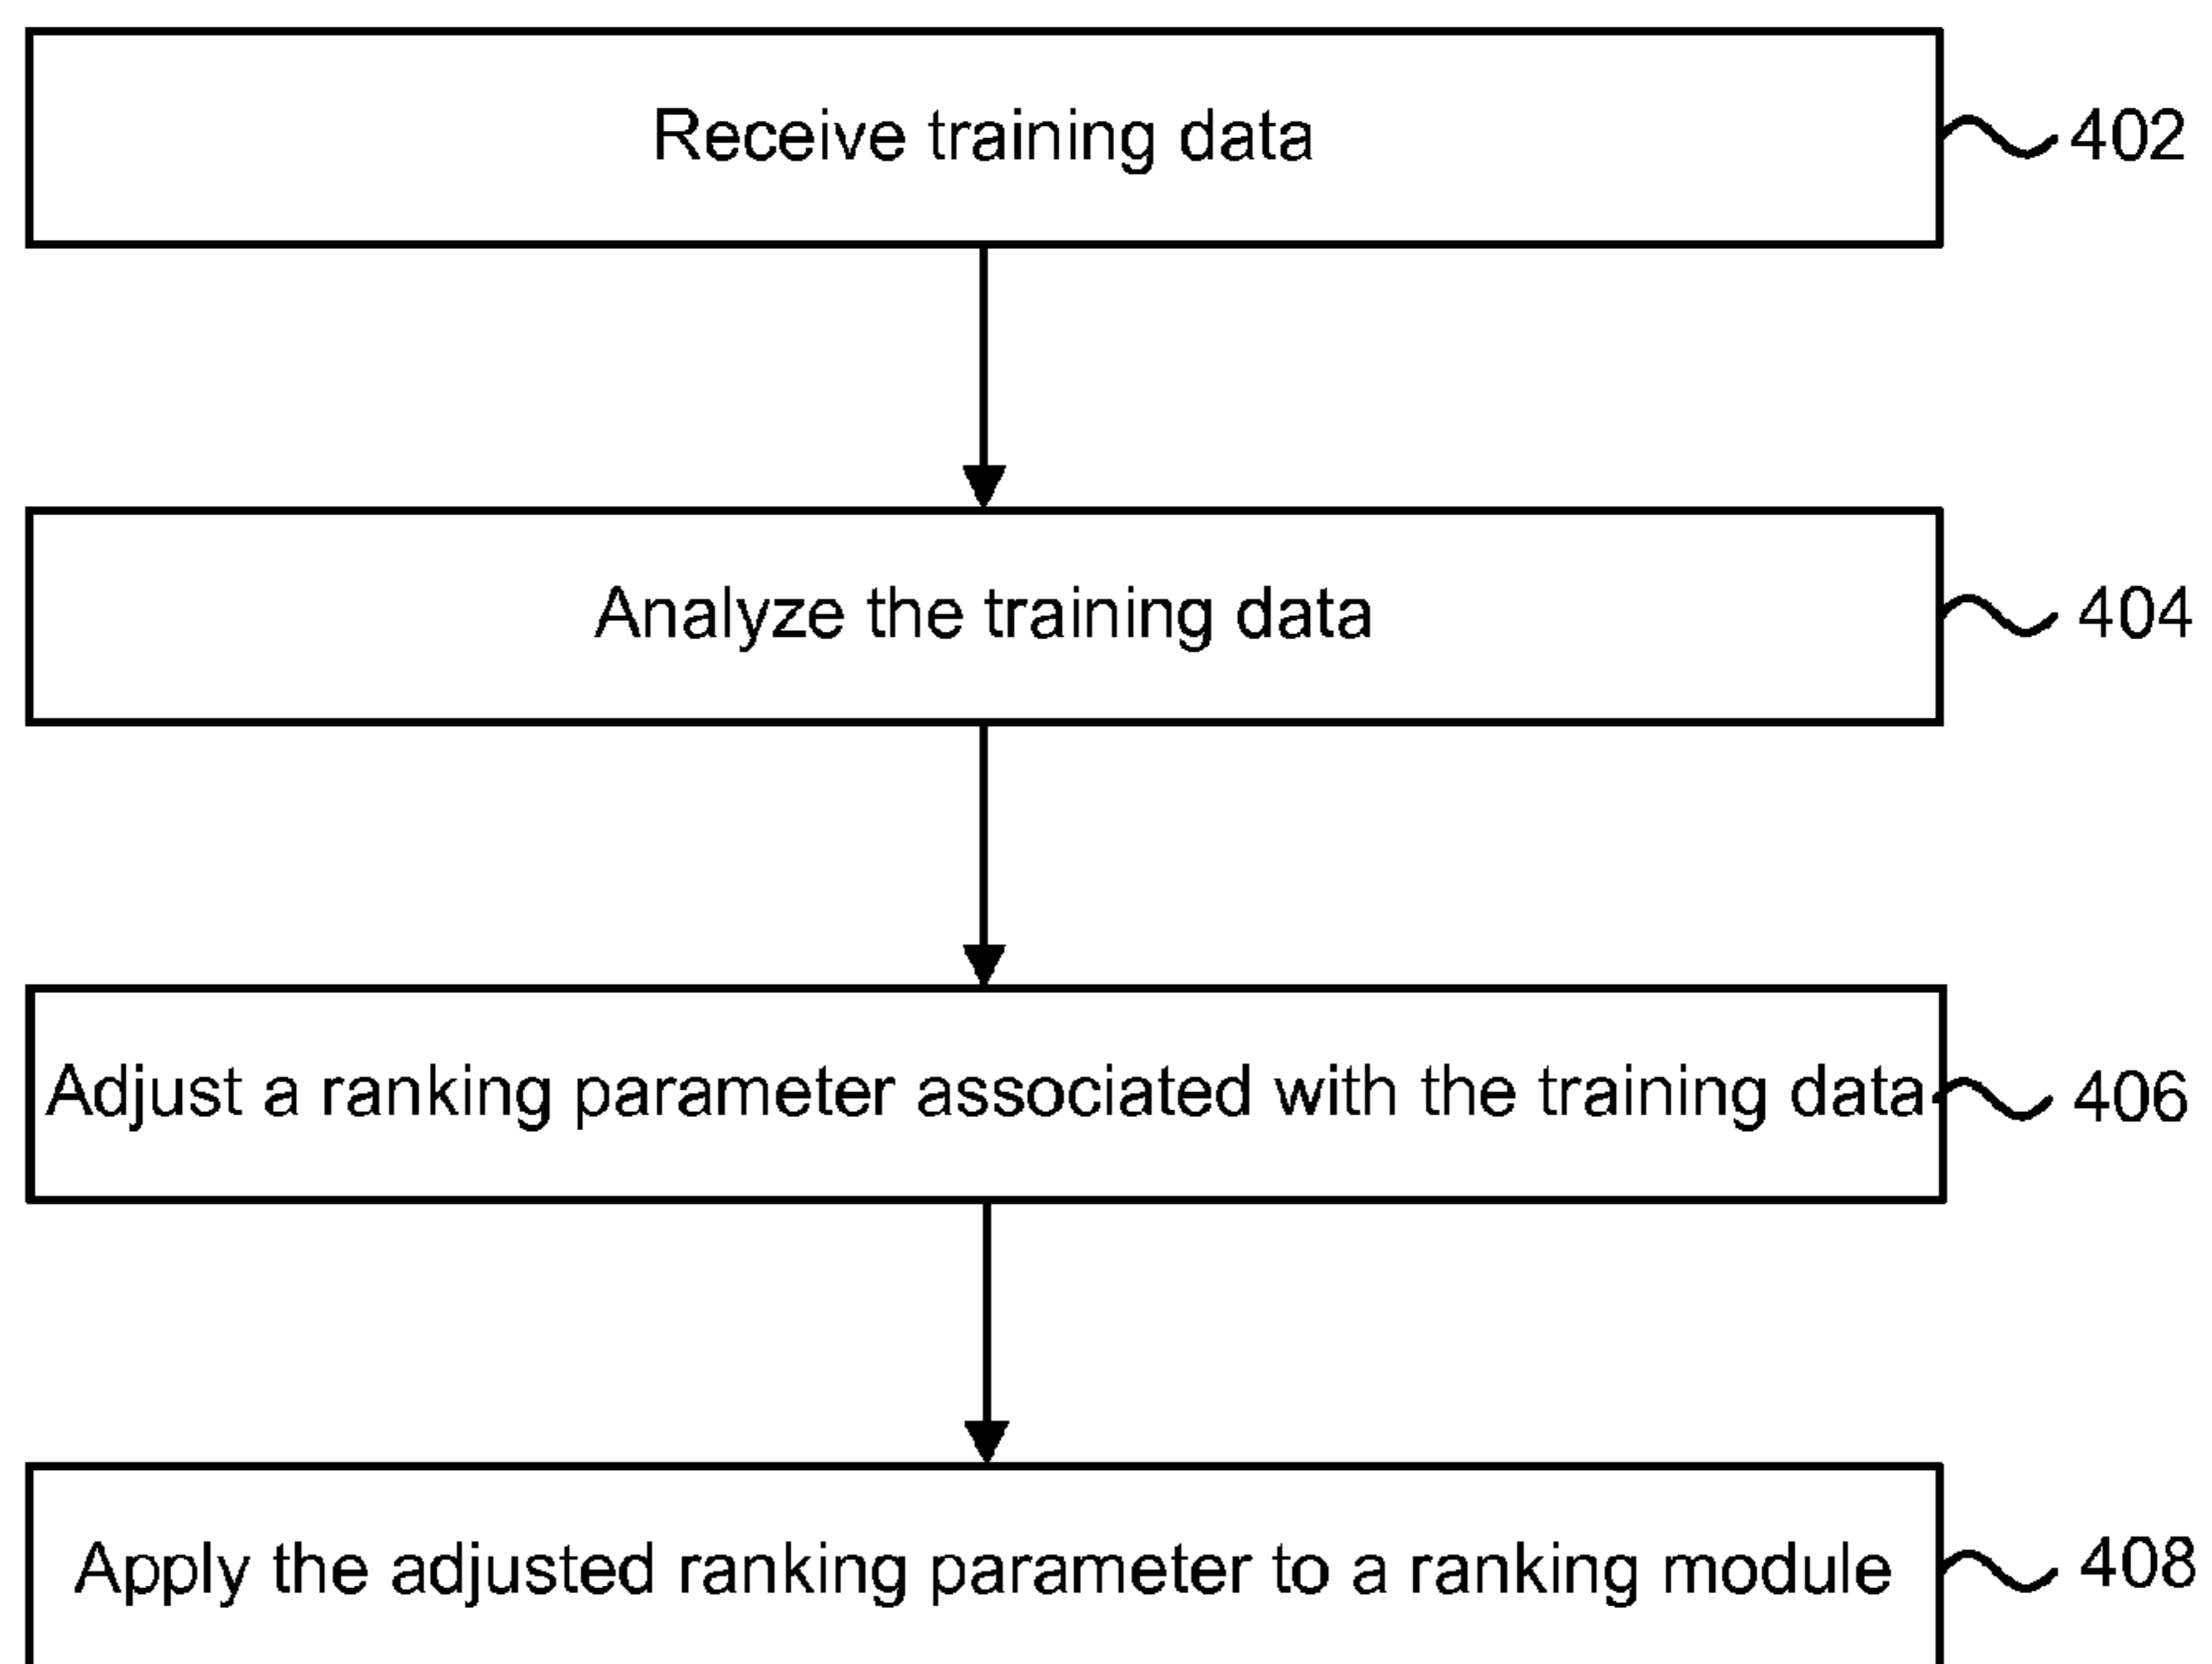 Receive training data
402
Analyze the training data
404
Adjust a ranking parameter associated with the training data
406
Apply the adjusted ranking parameter to a ranking module
408